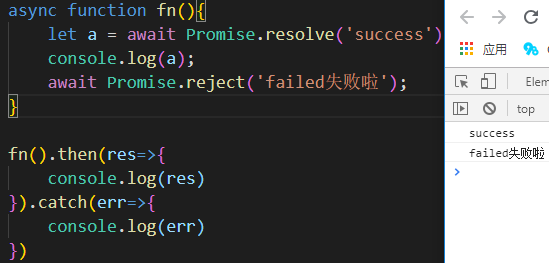 async function fn(){
    let a = await Promise.resolve('success')
    console.log(a);
    await Promise.reject('failed失败啦');
}
fn().then(res=>{
    console.log(res)
}).catch(err=>{
    console.log(err)
})
应用
Elem
top
success
failed失败啦